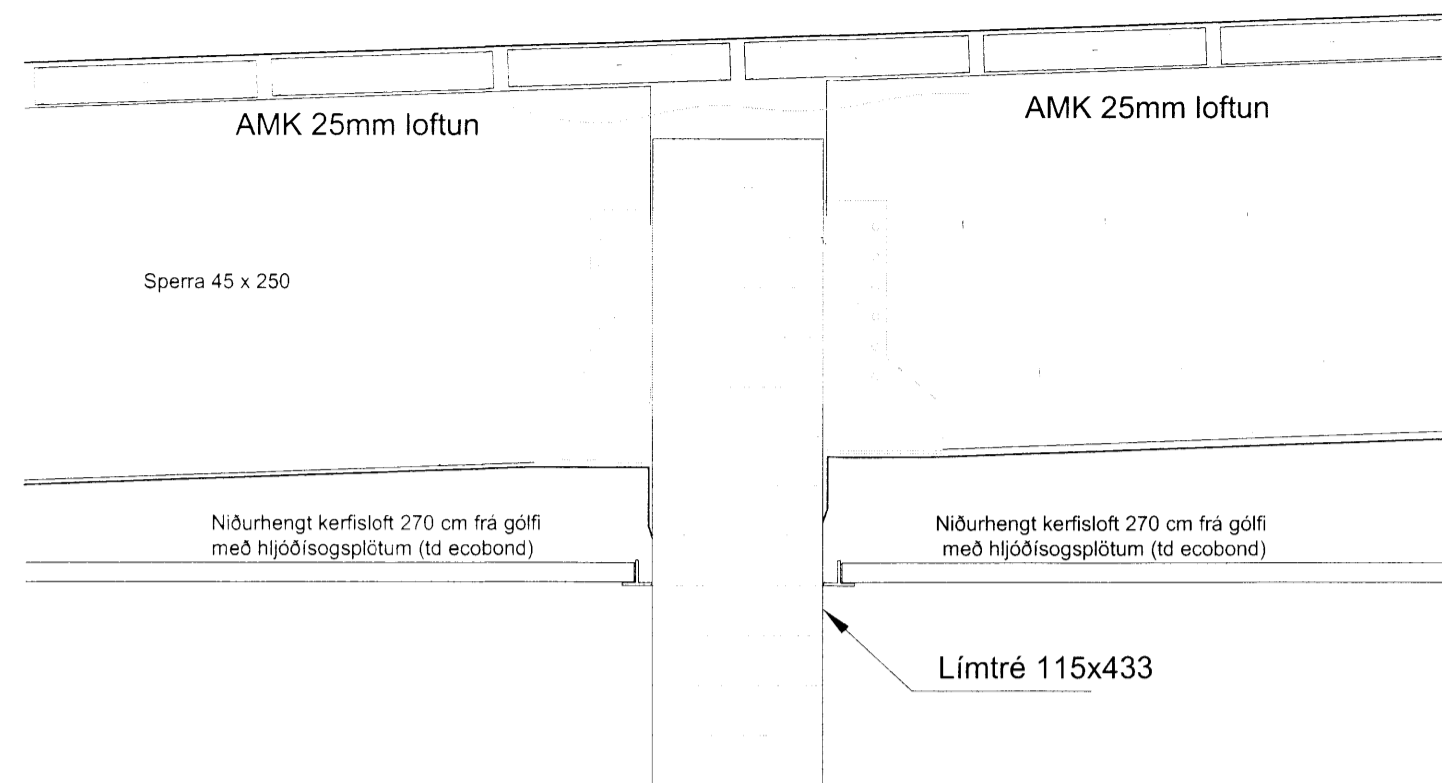 AMK 25mm loftun
AMK 25mm loftun
Sperra 45 x 250
Niðurhengt kerfisloft 270 cm frá gólfi
með hljóðísogsplötum (td ecobond)
Niðurhengt kerfisloft 270 cm frá gólfi
með hljóðísogsplötum (td ecobond)
Límtré 115x433